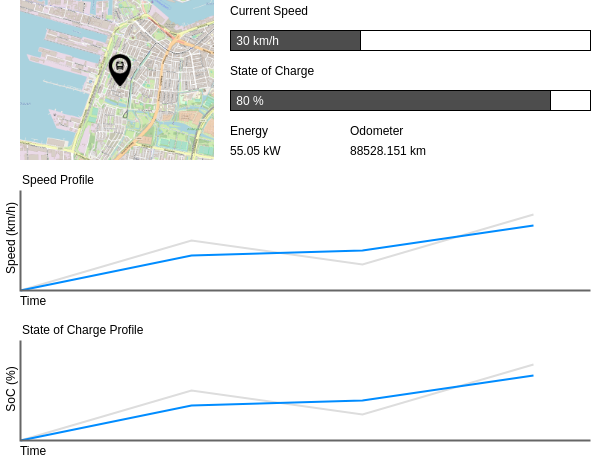 Current Speed
30 km/h
State of Charge
80 %
Energy
Odometer
55.05 kW
88528.151 km
Speed Profile
Speed (km/h)
Time
State of Charge Profile
SoC (%)
Time